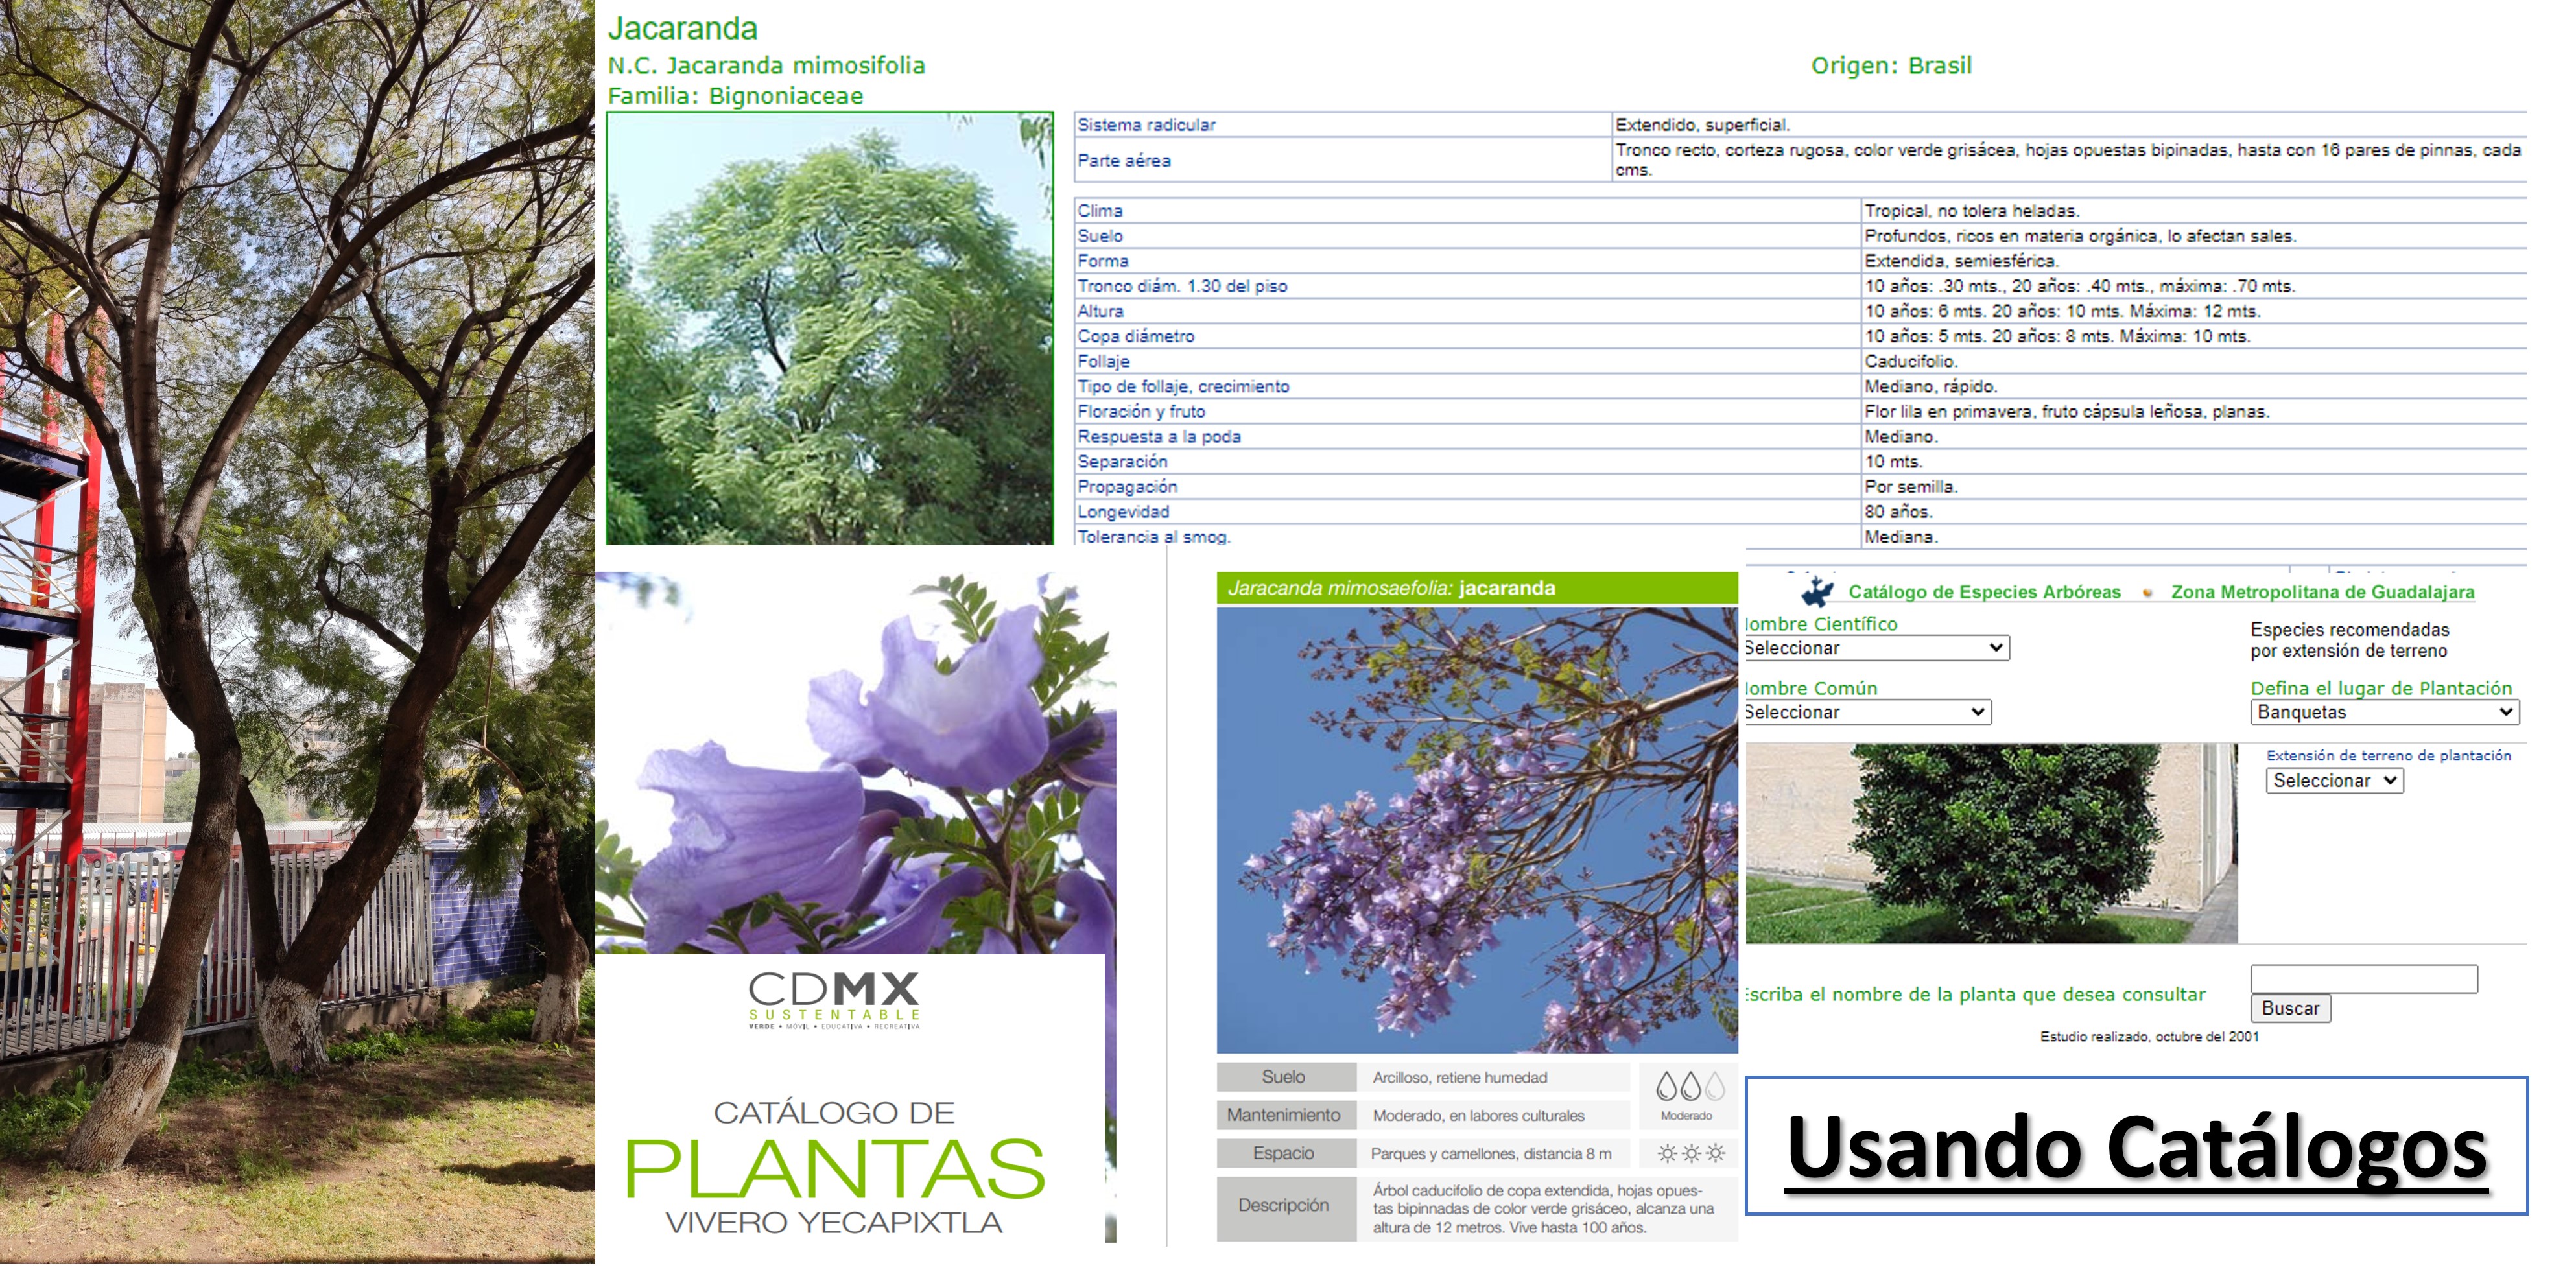 Jacaranda
N.C. Jacaranda mimosifolia
Origen: Brasil
Familia: Bignoniaceae
Sistema radicular Extendido, superficial.
Parte aérea Tronco recto, corteza rugosa, color verde grisácea, hojas opuestas bipinadas, hasta con 16 pares de pinnas, cada
cms.
Clima Tropical, no tolera heladas.
Suelo Profundos, ricos en materia orgánica, lo afectan sales.
Forma Extendida, semiesférica.
Tronco diám. 1.30 del piso 10 años: .30 mts., 20 años: .40 mts., máxima: .70 mts.
Altura 10 años: 6 mts. 20 años: 10 mts. Máxima: 12 mts.
Copa diámetro 10 años: 5 mts. 20 años: 8 mts. Máxima: 10 mts.
Follaje Caducifolio.
Tipo de follaje, crecimiento Mediano, rápido.
Floración y fruto Flor lila en primavera, fruto cápsula leñosa, planas.
Respuesta a la poda Mediano.
Separación 10 mts.
Propagación Por semilla.
Longevidad 80 años.
Tolerancia al smog. Mediana.
CDMX
SUSTENTABLE
VERDE • MÓVIL • EDUCATIVA • RECREATIVA
CATÁLOGO DE
PLANTAS
VIVERO YECAPIXTLA
Jaracanda mimosaefolia: jacaranda
Suelo Arcilloso, retiene humedad
Moderado
Mantenimiento Moderado, en labores culturales
Espacio Parques y camellones, distancia 8 m
Descripción Árbol caducifolio de copa extendida, hojas opues-
tas bipinnadas de color verde grisáceo, alcanza una
altura de 12 metros. Vive hasta 100 años.
Catálogo de Especies Arbóreas • Zona Metropolitana de Guadalajara
ombre Científico
Seleccionar
Especies recomendadas
por extensión de terreno
ombre Común
Seleccionar
Defina el lugar de Plantación
Banquetas
Extensión de terreno de plantación
Seleccionar
Escriba el nombre de la planta que desea consultar
Buscar
Estudio realizado, octubre del 2001
Usando Catálogos